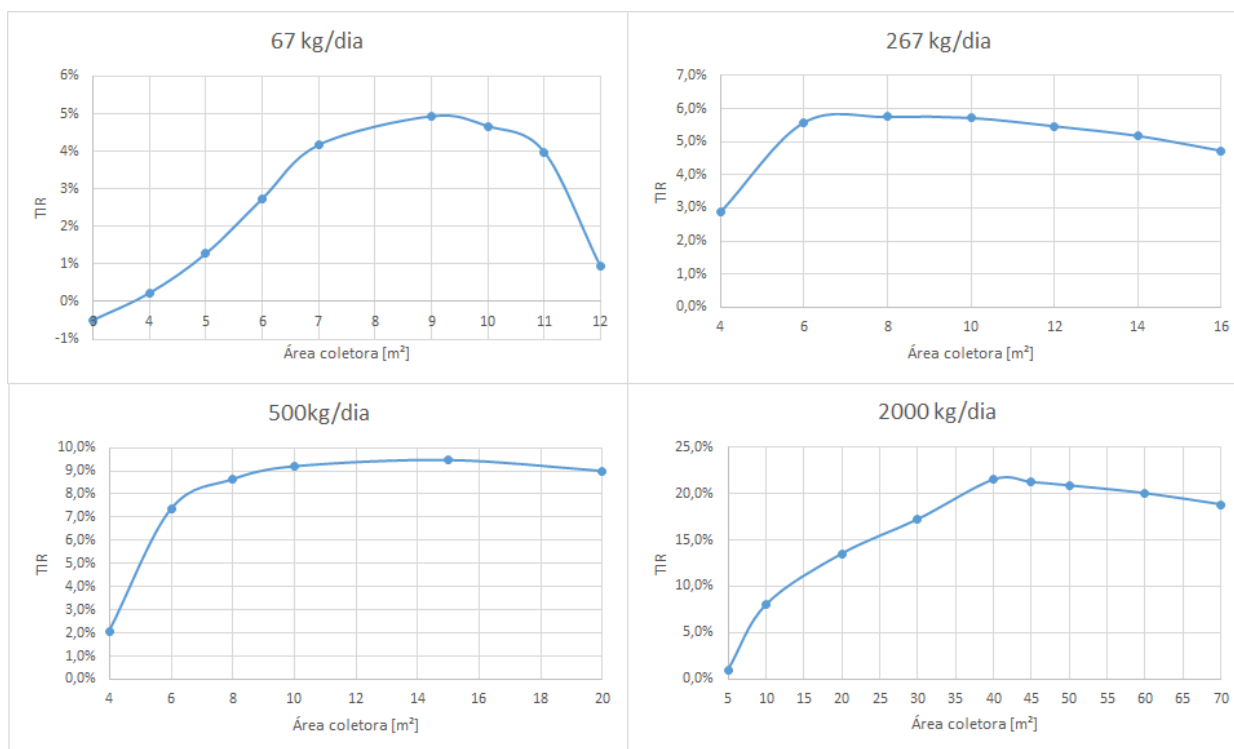 67 kg/dia
6%
5%
4%
3%
2%
1%
0%
-1%
TIR
3 4 5 6 7 8 9 10 11 12
Área coletora [m²]
267 kg/dia
7,0%
6,0%
5,0%
4,0%
3,0%
2,0%
1,0%
0,0%
TIR
4 6 8 10 12 14 16
Área coletora [m²]
500kg/dia
10,0%
9,0%
8,0%
7,0%
6,0%
5,0%
4,0%
3,0%
2,0%
1,0%
0,0%
TIR
4 6 8 10 12 14 16 18 20
Área coletora [m²]
2000 kg/dia
25,0%
20,0%
15,0%
10,0%
5,0%
0,0%
TIR
5 10 15 20 25 30 35 40 45 50 55 60 65 70
Área coletora [m²]